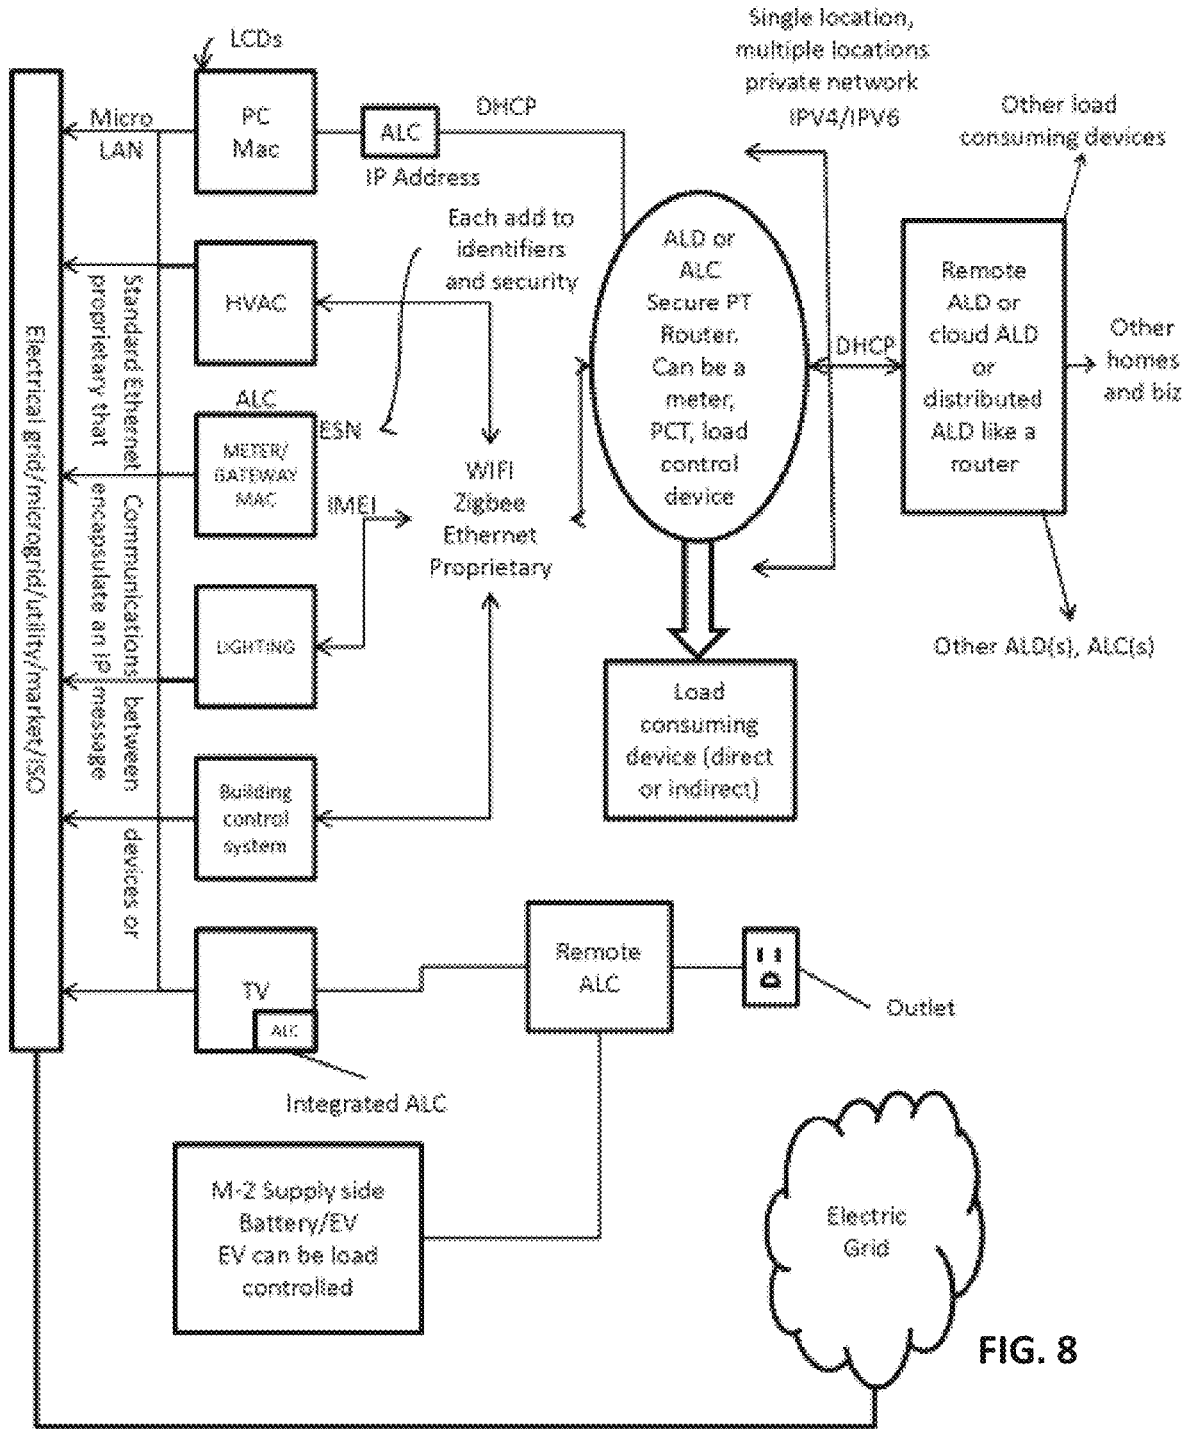 Single location,
multiple locations
private network
IPV4/IPV6
LCDs
PC
Mac
Micro
LAN
ALC
IP Address
DHCP
Other load
consuming devices
Each add to
identifiers
and security
HVAC
ALD or
ALC
Secure PT
Router.
Can be a
meter,
PCT, load
control
device
DHCP
Remote
ALD or
cloud ALD
or
distributed
ALD like a
router
Other
homes
and biz
ALC
ESN
METER/
GATEWAY
MAC
IMEI
WIFI
Zigbee
Ethernet
Proprietary
LIGHTING
Load
consuming
device (direct
or indirect)
Other ALD(s), ALC(s)
Building
control
system
Electrical grid/microgrid/utility/market/ISO
Standard Ethernet Communications between devices or
proprietary that encapsulate an IP message
TV
ALC
Integrated ALC
Remote
ALC
Outlet
M-2 Supply side
Battery/EV
EV can be load
controlled
Electric
Grid
FIG. 8